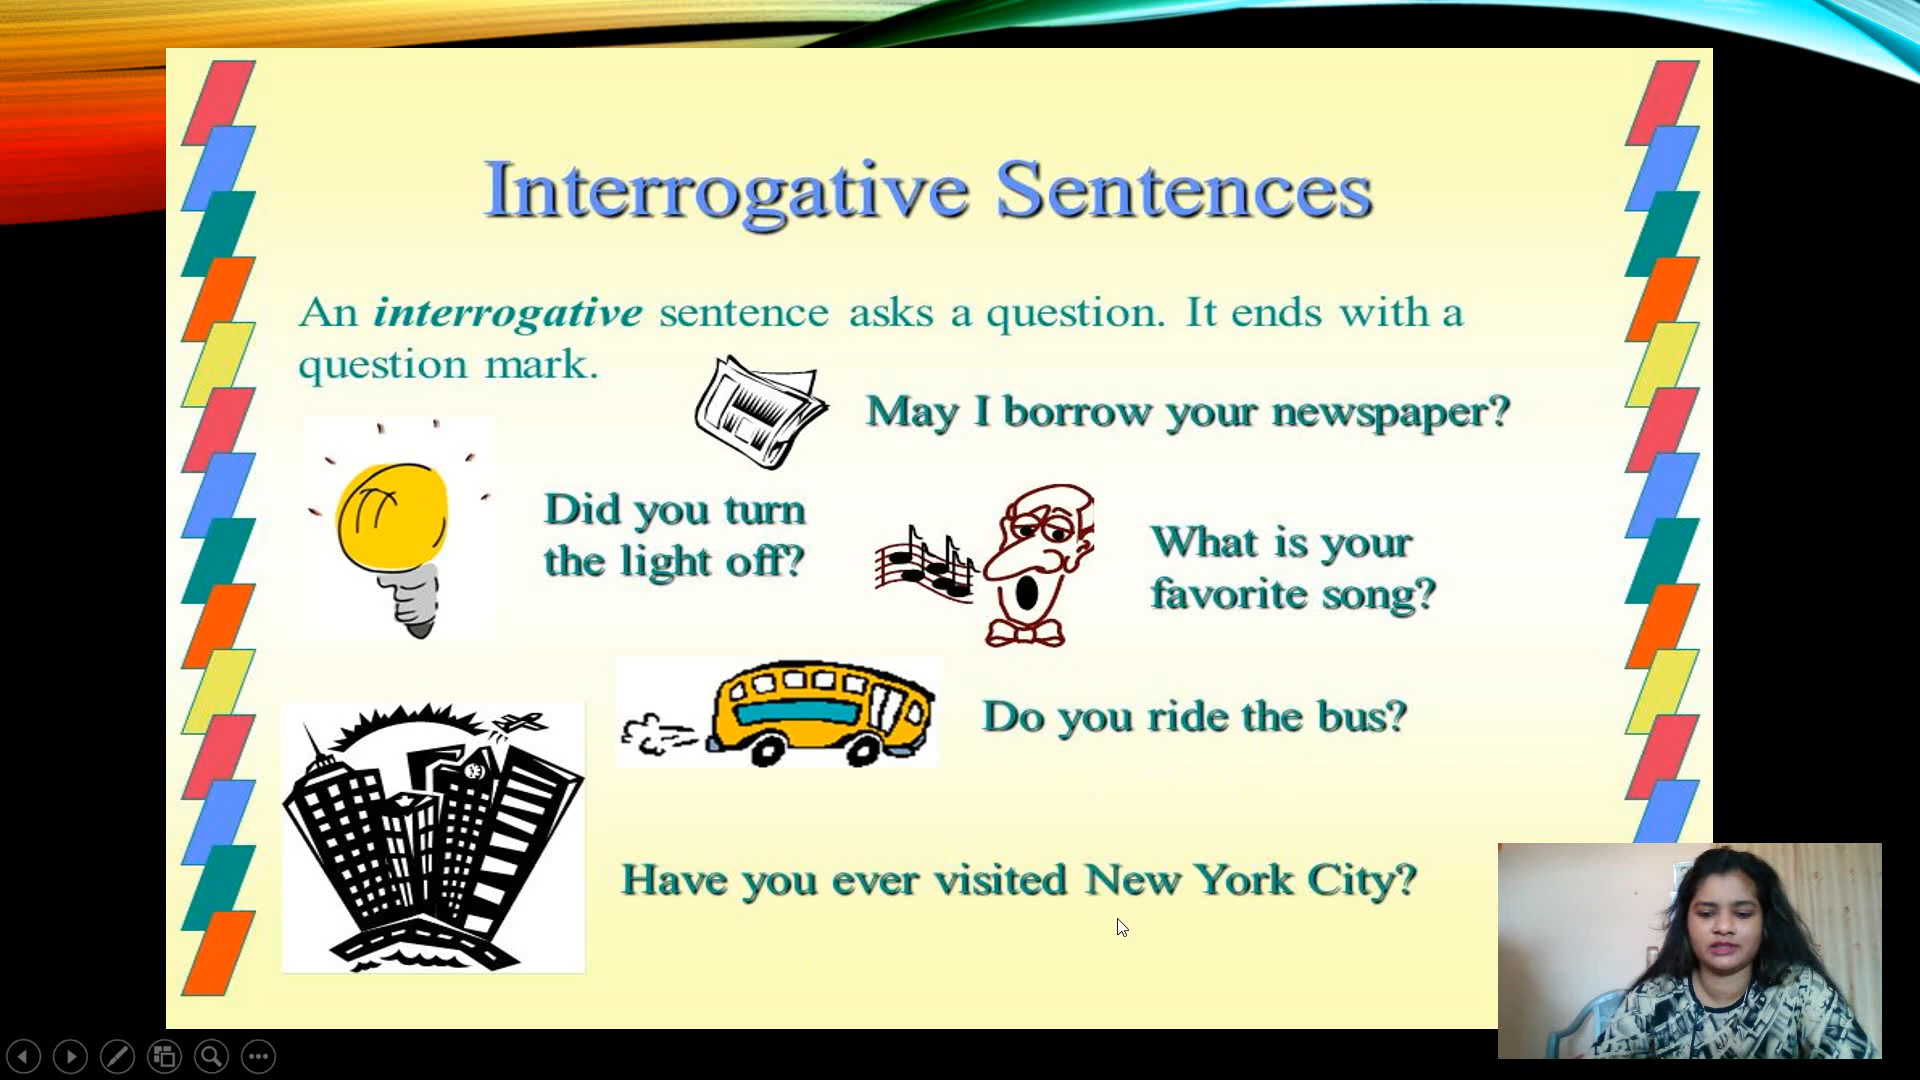 Interrogative Sentences
An interrogative sentence asks a question. It ends with a
question mark.
May I borrow your newspaper?
Did you turn
the light off?
What is your
favorite song?
Do you ride the bus?
Have you ever visited New York City?